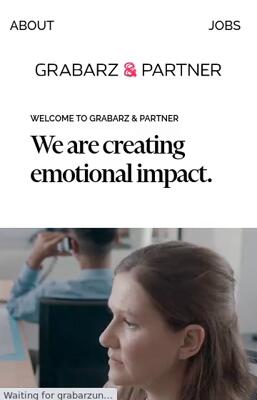 ABOUT JOBS
GRABARZ & PARTNER
WELCOME TO GRABARZ & PARTNER
We are creating
emotional impact.
Waiting for grabarzun...